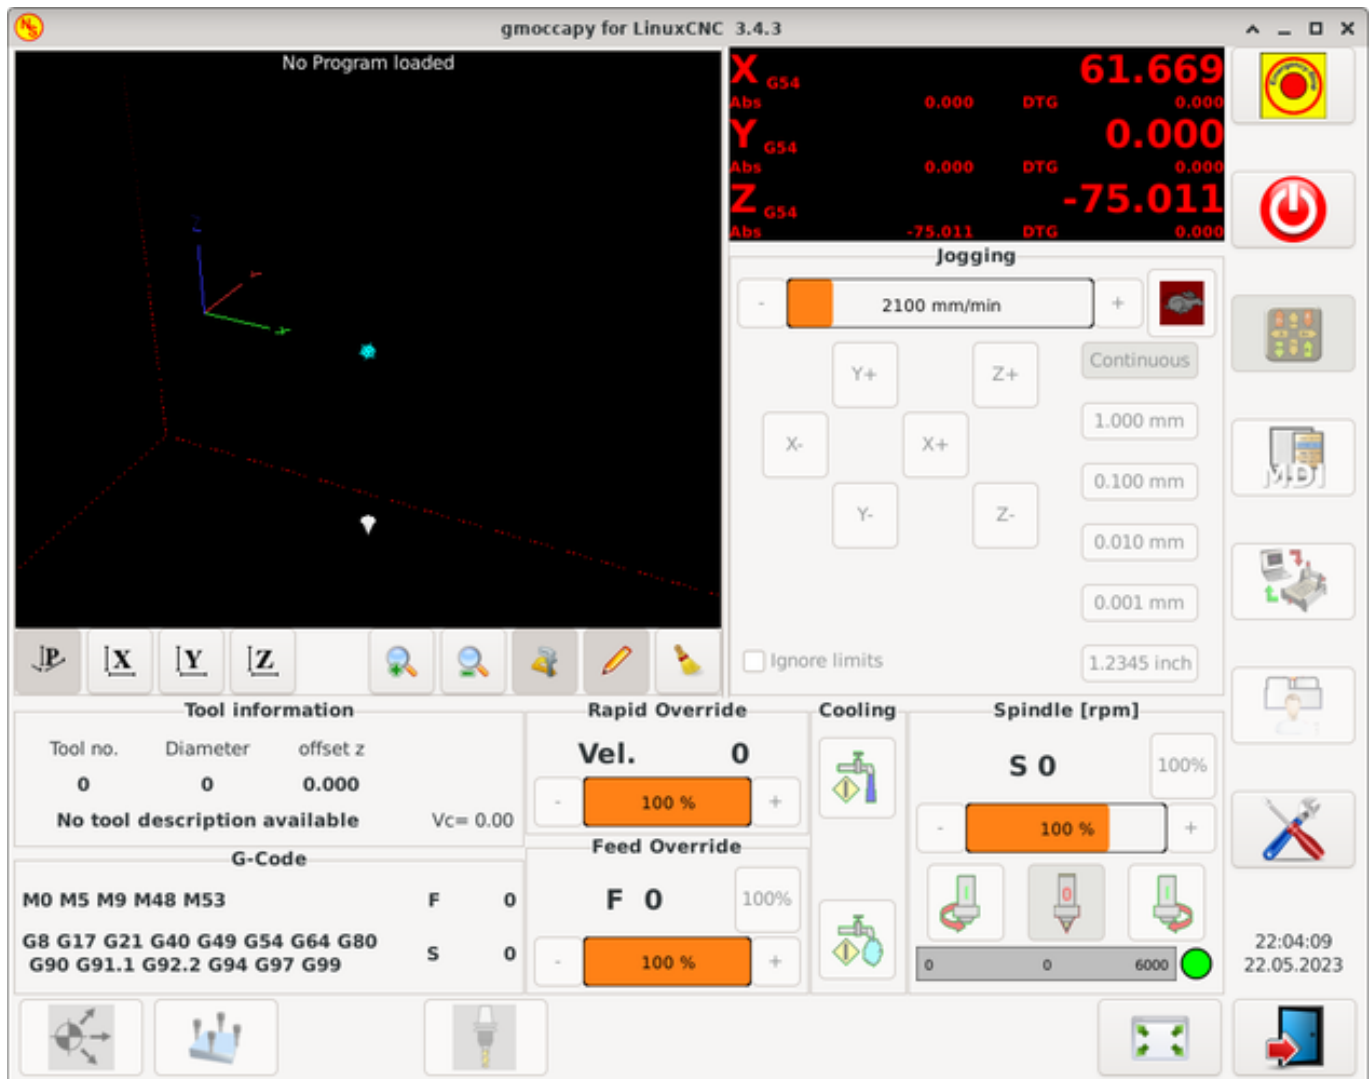 gmoccapy for LinuxCNC 3.4.3
No Program loaded
X G54 61.669
Abs 0.000 DTG 0.000
Y G54 0.000
Abs 0.000 DTG 0.000
Z G54 -75.011
Abs -75.011 DTG 0.000
Emergency Stop
Jogging
- 2100 mm/min +
Y+ Z+ Continuous
1.000 mm
X- X+
0.100 mm
Y- Z-
0.010 mm
0.001 mm
Ignore limits 1.2345 inch
MDI
Z
Y
X
P X Y Z
Tool information
Tool no. Diameter offset z
0 0 0.000
No tool description available Vc= 0.00
G-Code
M0 M5 M9 M48 M53 F 0
G8 G17 G21 G40 G49 G54 G64 G80
G90 G91.1 G92.2 G94 G97 G99
S 0
Rapid Override
Vel. 0
- 100 % +
Feed Override
F 0 100%
- 100 % +
Cooling
Spindle [rpm]
S 0 100%
- 100 % +
I 0 I
0 0 6000
22:04:09
22.05.2023